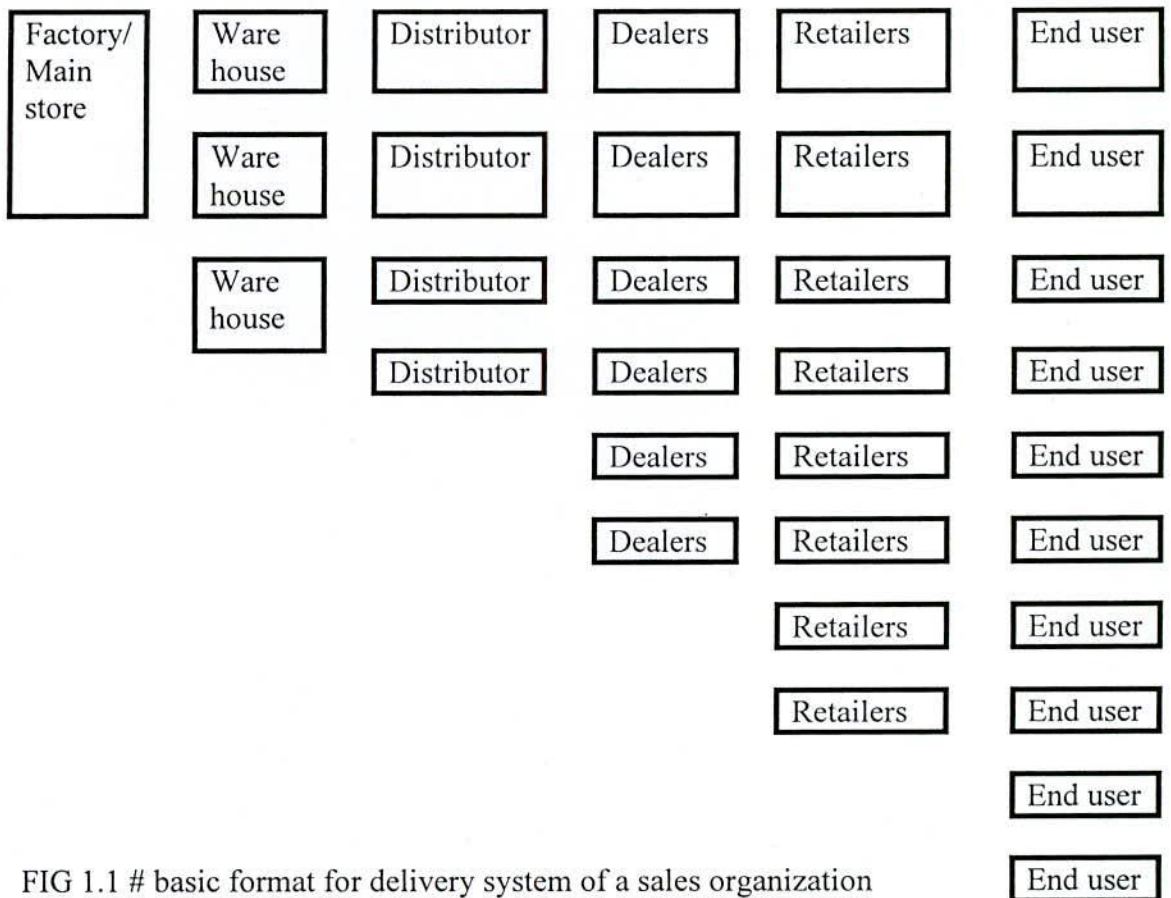 Factory/
Main
store
Ware
house
Distributor
Dealers
Retailers
End user
Ware
house
Distributor
Dealers
Retailers
End user
Ware
house
Distributor
Dealers
Retailers
End user
Distributor
Dealers
Retailers
End user
Dealers
Retailers
End user
Dealers
Retailers
End user
Retailers
End user
Retailers
End user
End user
FIG 1.1 # basic format for delivery system of a sales organization
End user